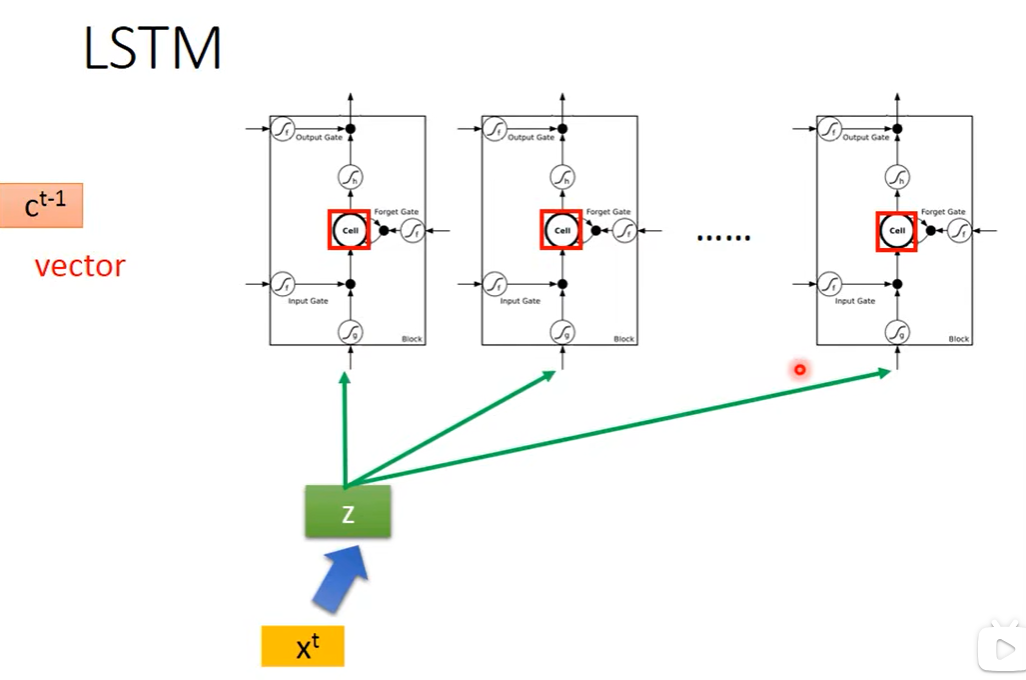 LSTM
c^t-1
vector
f Output Gate
h
Forget Gate
Cell f
f Input Gate
g Block
f Output Gate
h
Forget Gate
Cell f
f Input Gate
g Block
......
f Output Gate
h
Forget Gate
Cell f
f Input Gate
g Block
z
x^t